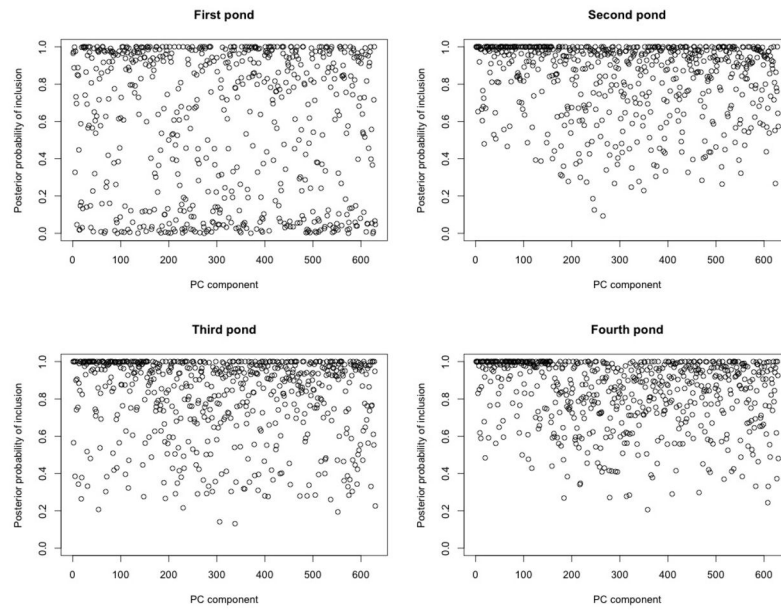 First pond
Posterior probability of inclusion
1.0
0.8
0.6
0.4
0.2
0.0
0 100 200 300 400 500 600
PC component
Second pond
Posterior probability of inclusion
1.0
0.8
0.6
0.4
0.2
0.0
0 100 200 300 400 500 600
PC component
Third pond
Posterior probability of inclusion
1.0
0.8
0.6
0.4
0.2
0.0
0 100 200 300 400 500 600
PC component
Fourth pond
Posterior probability of inclusion
1.0
0.8
0.6
0.4
0.2
0.0
0 100 200 300 400 500 600
PC component